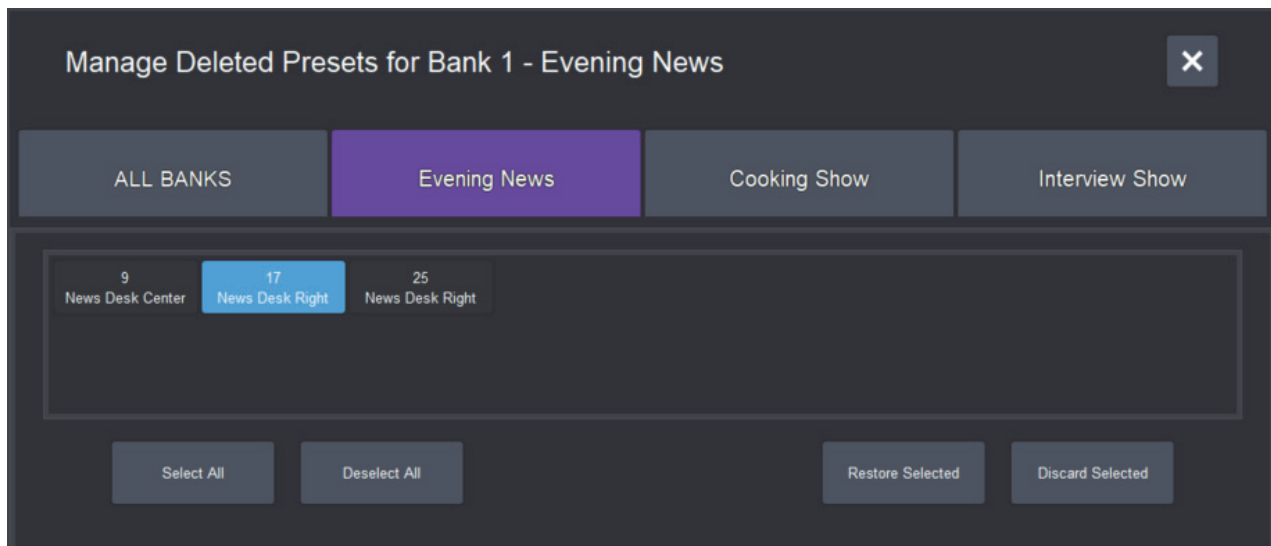 Manage Deleted Presets for Bank 1 - Evening News
ALL BANKS
Evening News
Cooking Show
Interview Show
9
News Desk Center
17
News Desk Right
25
News Desk Right
Select All
Deselect All
Restore Selected
Discard Selected